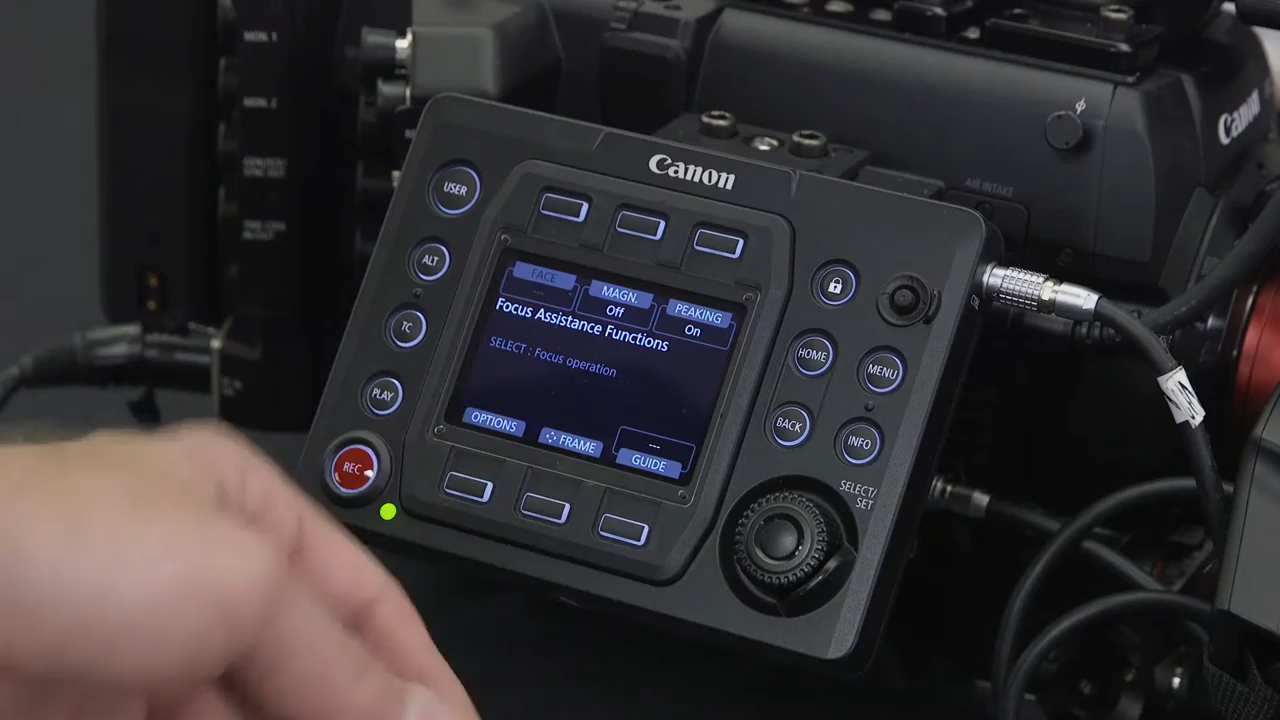 MON. 1
MON. 2
Canon
Canon
AIR INTAKE
USER
ALT
TC
PLAY
REC
FACE
---
MAGN.
Off
PEAKING
On
Focus Assistance Functions
SELECT : Focus operation
OPTIONS
FRAME
---
GUIDE
HOME
MENU
BACK
INFO
SELECT/
SET